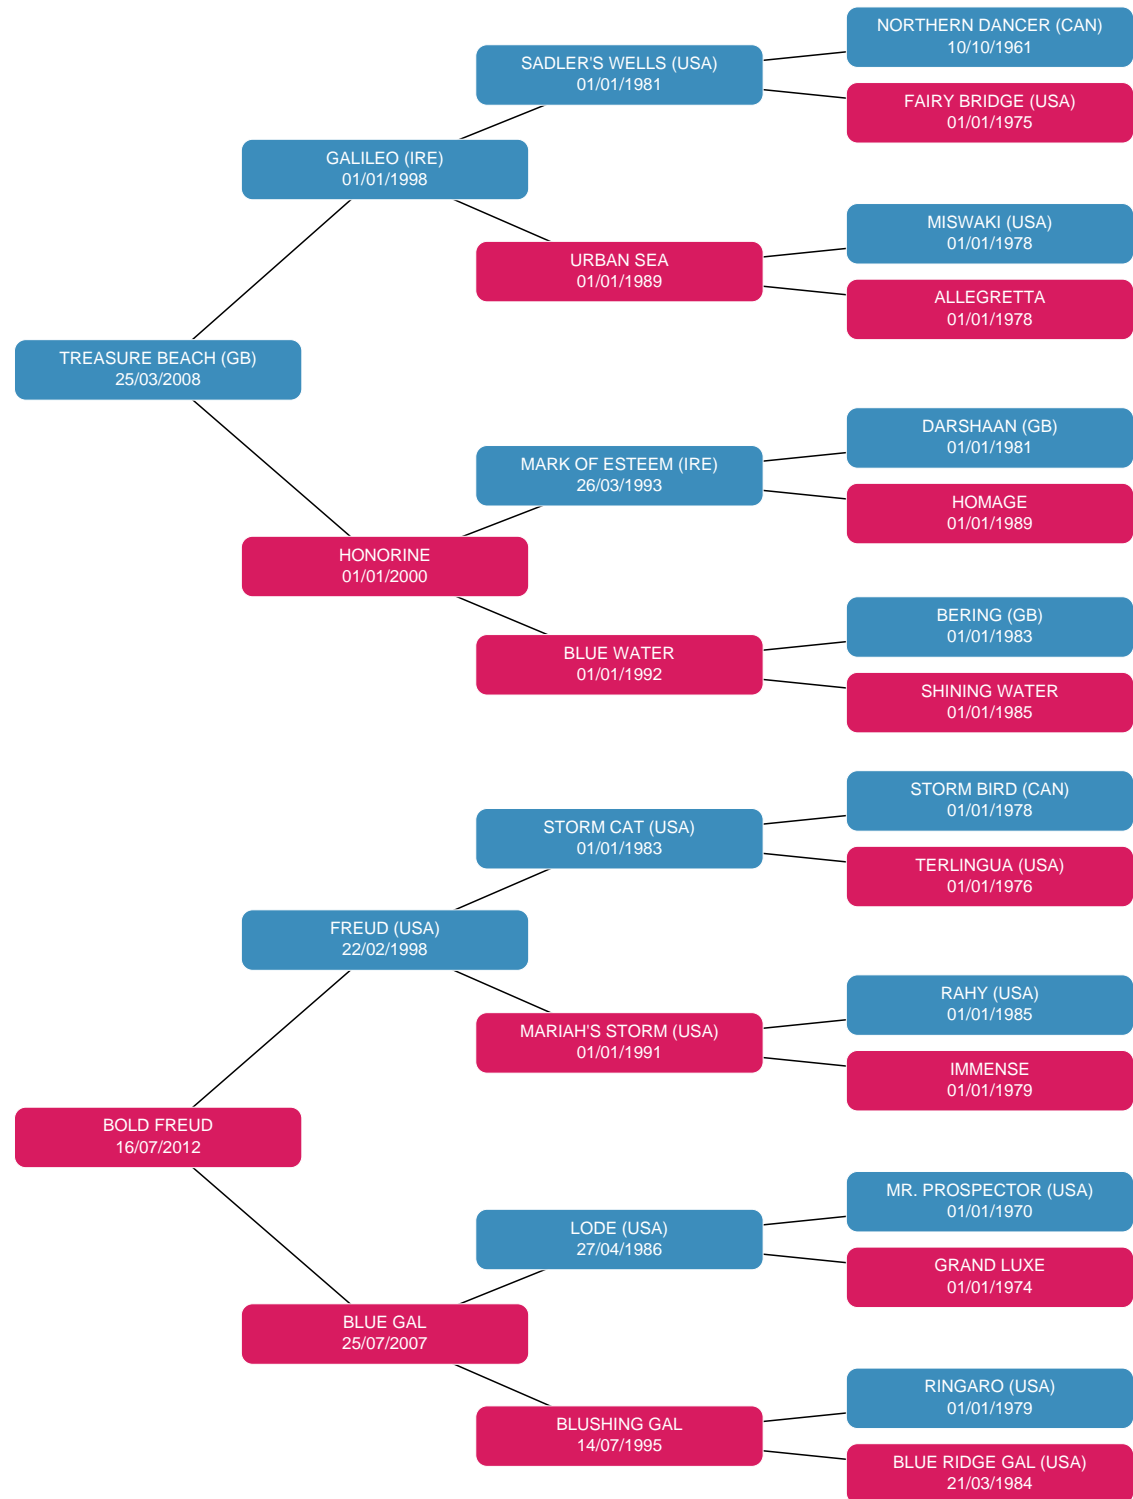 NORTHERN DANCER (CAN)
10/10/1961
SADLER'S WELLS (USA)
01/01/1981
FAIRY BRIDGE (USA)
01/01/1975
GALILEO (IRE)
01/01/1998
MISWAKI (USA)
01/01/1978
URBAN SEA
01/01/1989
ALLEGRETTA
01/01/1978
TREASURE BEACH (GB)
25/03/2008
DARSHAAN (GB)
01/01/1981
MARK OF ESTEEM (IRE)
26/03/1993
HOMAGE
01/01/1989
HONORINE
01/01/2000
BERING (GB)
01/01/1983
BLUE WATER
01/01/1992
SHINING WATER
01/01/1985
STORM BIRD (CAN)
01/01/1978
STORM CAT (USA)
01/01/1983
TERLINGUA (USA)
01/01/1976
FREUD (USA)
22/02/1998
RAHY (USA)
01/01/1985
MARIAH'S STORM (USA)
01/01/1991
IMMENSE
01/01/1979
BOLD FREUD
16/07/2012
MR. PROSPECTOR (USA)
01/01/1970
LODE (USA)
27/04/1986
GRAND LUXE
01/01/1974
BLUE GAL
25/07/2007
RINGARO (USA)
01/01/1979
BLUSHING GAL
14/07/1995
BLUE RIDGE GAL (USA)
21/03/1984